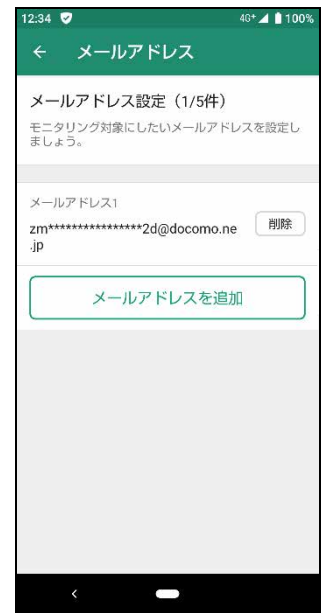 12:34 4G+ 100%
メールアドレス
メールアドレス設定（1/5件）
モニタリング対象にしたいメールアドレスを設定し
ましょう。
メールアドレス1
zm****************2d@docomo.ne
.jp
削除
メールアドレスを追加